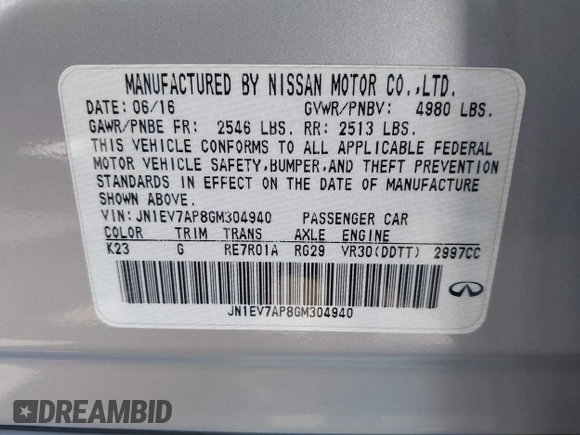 MANUFACTURED BY NISSAN MOTOR CO.,LTD.
DATE: 06/16 GVWR/PNBV: 4980 LBS.
GAWR/PNBE FR: 2546 LBS. RR: 2513 LBS.
THIS VEHICLE CONFORMS TO ALL APPLICABLE FEDERAL
MOTOR VEHICLE SAFETY,BUMPER,AND THEFT PREVENTION
STANDARDS IN EFFECT ON THE DATE OF MANUFACTURE
SHOWN ABOVE.
VIN: JN1EV7AP8GM304940 PASSENGER CAR
COLOR TRIM TRANS AXLE ENGINE
K23 G RE7R01A RG29 VR30(DDTT) 2997CC
JN1EV7AP8GM304940
DREAMBID